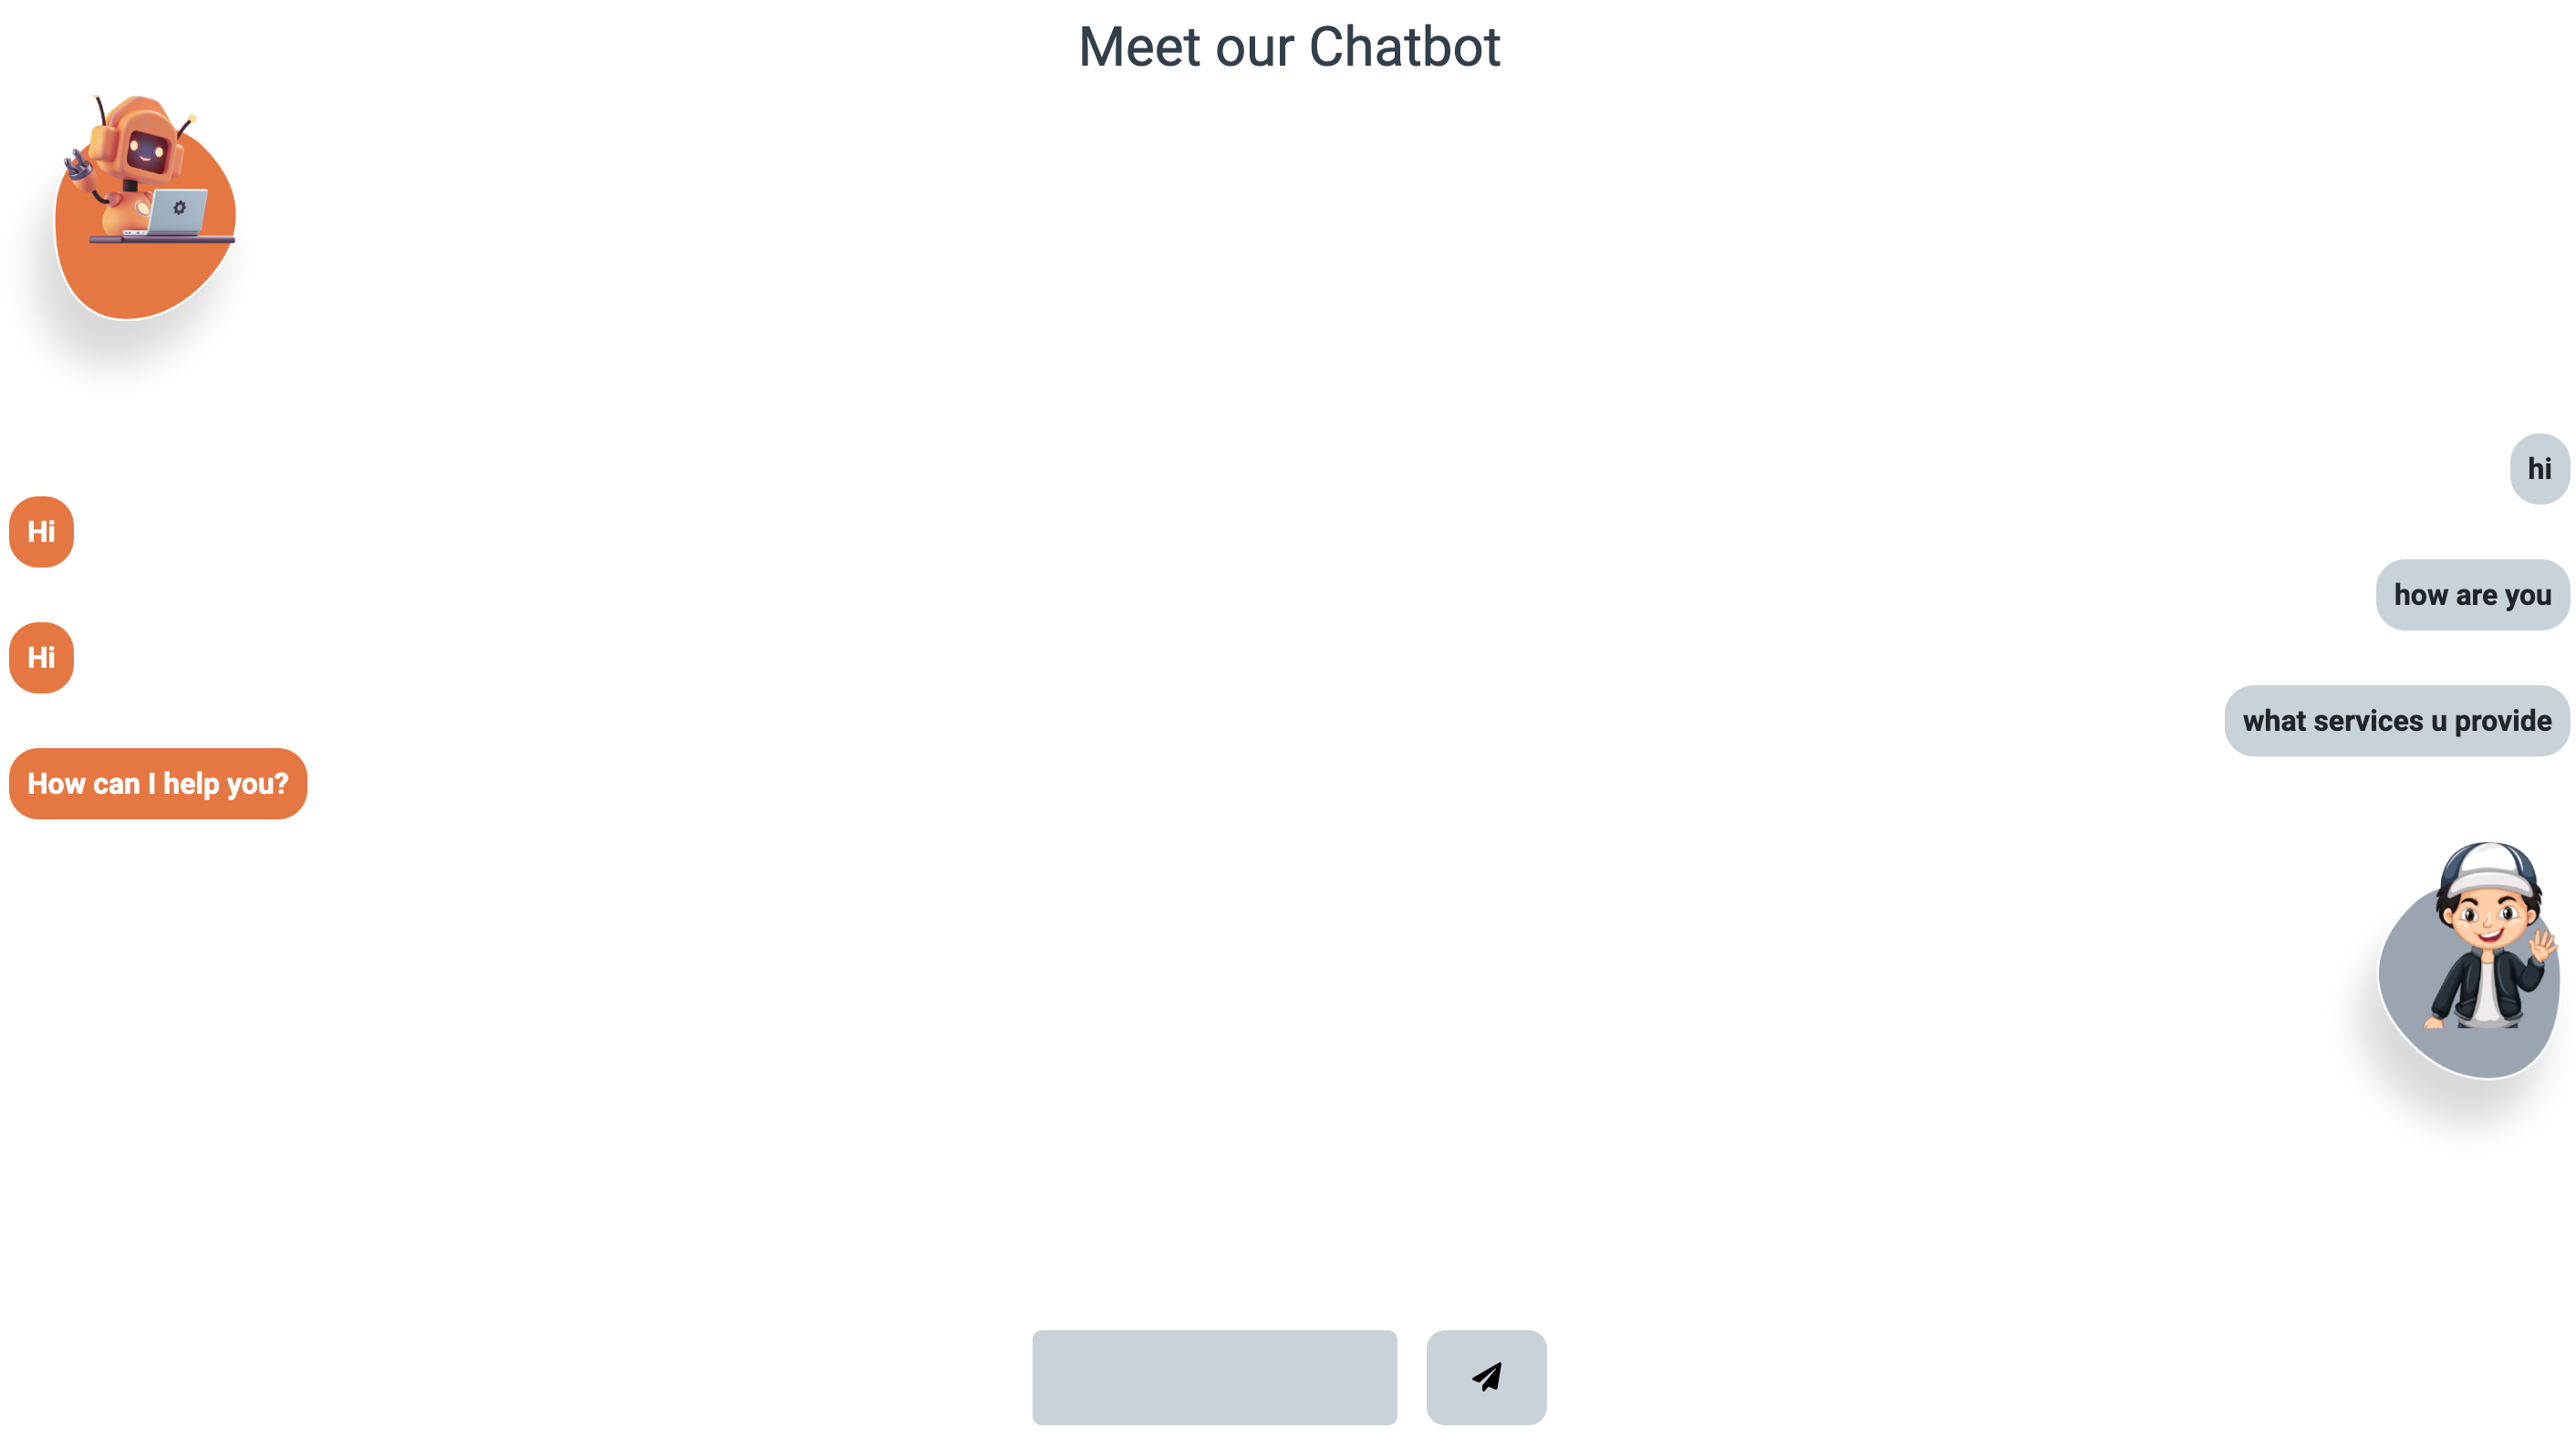 Meet our Chatbot
hi
Hi
how are you
Hi
what services u provide
How can I help you?